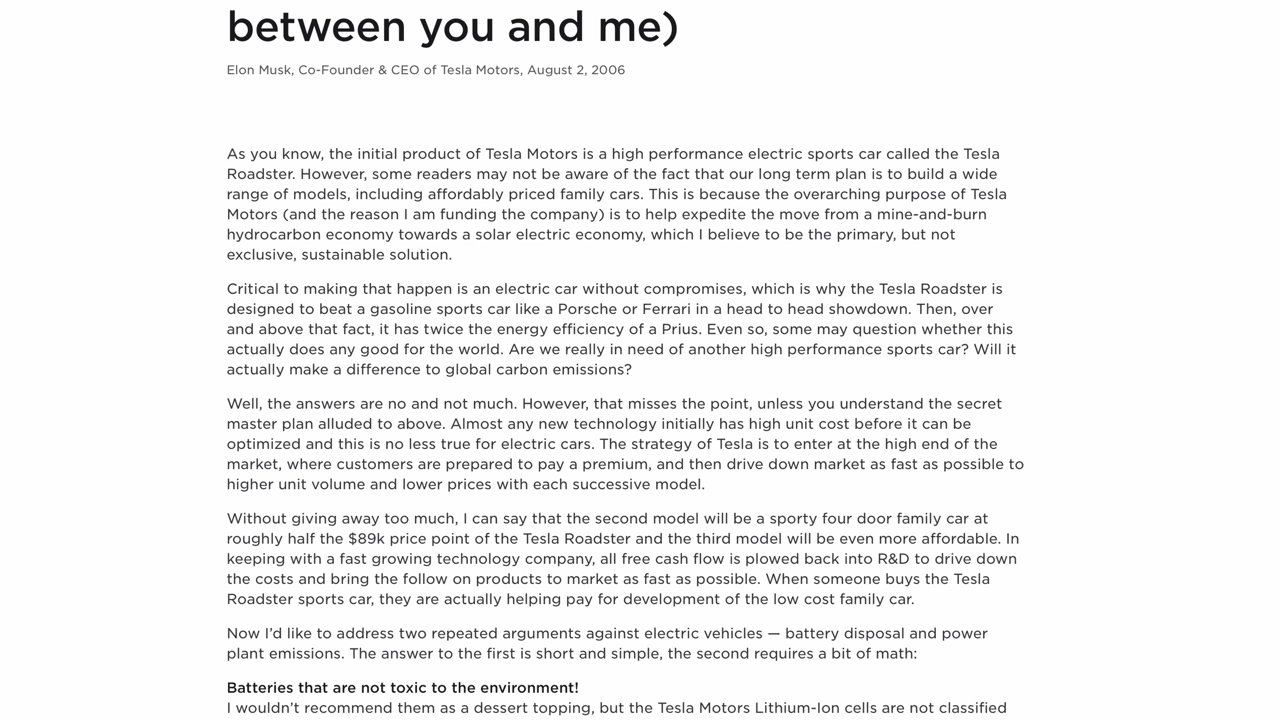 between you and me)
Elon Musk, Co-Founder & CEO of Tesla Motors, August 2, 2006
As you know, the initial product of Tesla Motors is a high performance electric sports car called the Tesla
Roadster. However, some readers may not be aware of the fact that our long term plan is to build a wide
range of models, including affordably priced family cars. This is because the overarching purpose of Tesla
Motors (and the reason I am funding the company) is to help expedite the move from a mine-and-burn
hydrocarbon economy towards a solar electric economy, which I believe to be the primary, but not
exclusive, sustainable solution.
Critical to making that happen is an electric car without compromises, which is why the Tesla Roadster is
designed to beat a gasoline sports car like a Porsche or Ferrari in a head to head showdown. Then, over
and above that fact, it has twice the energy efficiency of a Prius. Even so, some may question whether this
actually does any good for the world. Are we really in need of another high performance sports car? Will it
actually make a difference to global carbon emissions?
Well, the answers are no and not much. However, that misses the point, unless you understand the secret
master plan alluded to above. Almost any new technology initially has high unit cost before it can be
optimized and this is no less true for electric cars. The strategy of Tesla is to enter at the high end of the
market, where customers are prepared to pay a premium, and then drive down market as fast as possible to
higher unit volume and lower prices with each successive model.
Without giving away too much, I can say that the second model will be a sporty four door family car at
roughly half the $89k price point of the Tesla Roadster and the third model will be even more affordable. In
keeping with a fast growing technology company, all free cash flow is plowed back into R&D to drive down
the costs and bring the follow on products to market as fast as possible. When someone buys the Tesla
Roadster sports car, they are actually helping pay for development of the low cost family car.
Now I'd like to address two repeated arguments against electric vehicles — battery disposal and power
plant emissions. The answer to the first is short and simple, the second requires a bit of math:
Batteries that are not toxic to the environment!
I wouldn't recommend them as a dessert topping, but the Tesla Motors Lithium-Ion cells are not classified